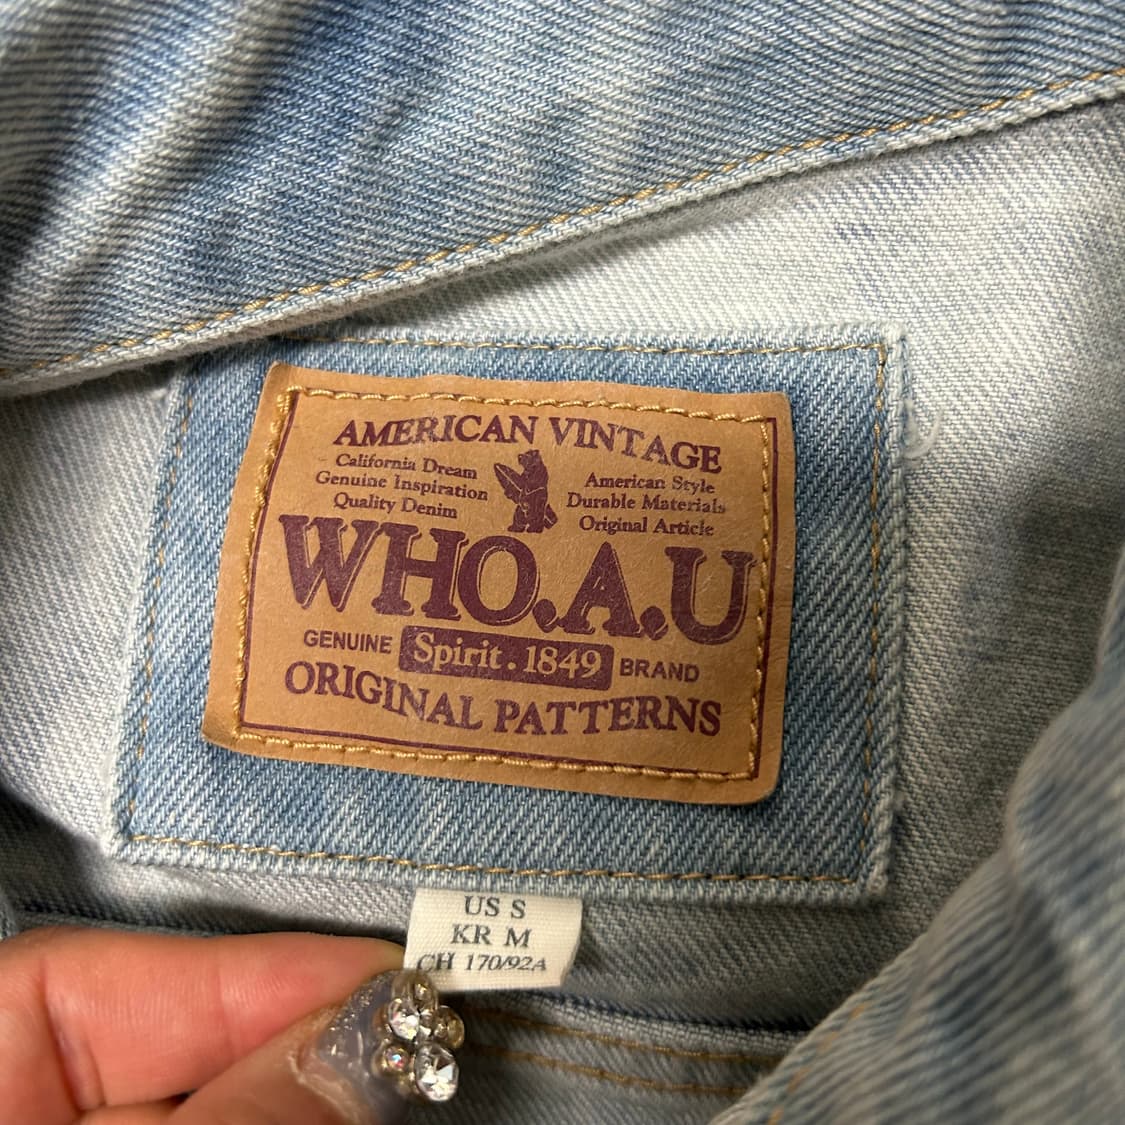 AMERICAN VINTAGE
California Dream
Genuine Inspiration
Quality Denim
American Style
Durable Materials
Original Article
WHO.A.U
GENUINE Spirit.1849 BRAND
ORIGINAL PATTERNS
US S
KR M
CH 170/92A